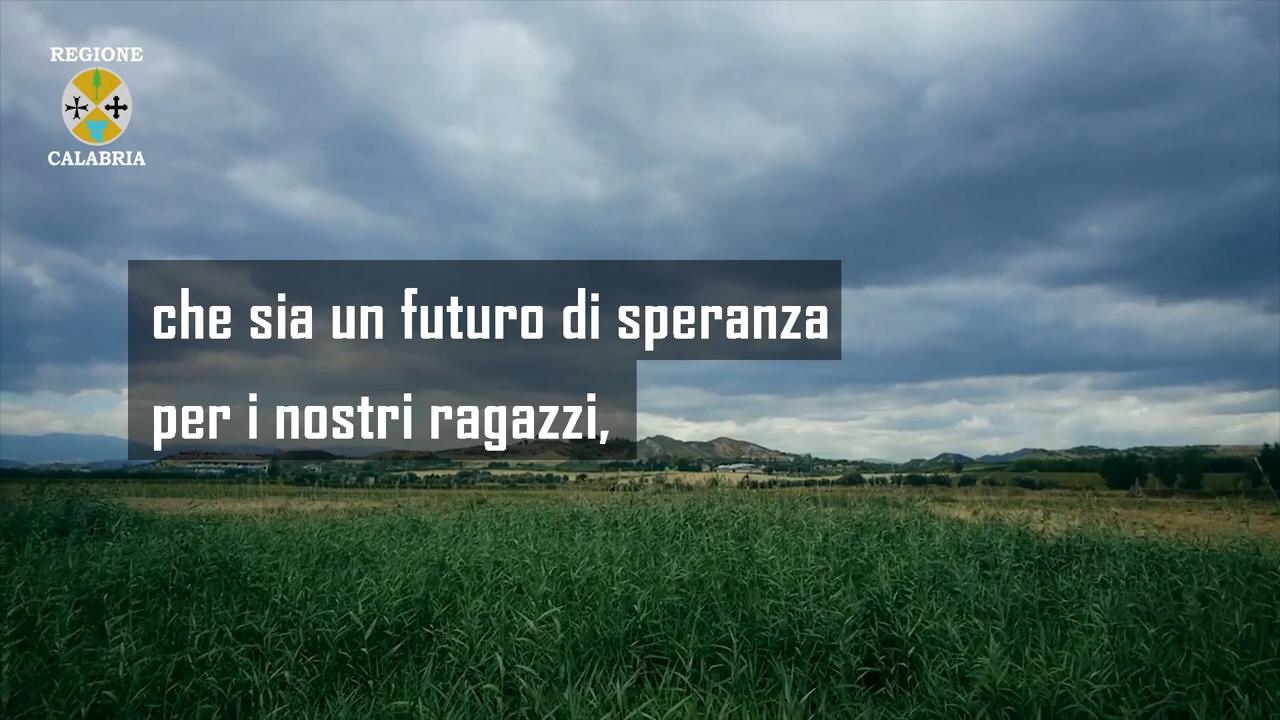 REGIONE
CALABRIA
che sia un futuro di speranza
per i nostri ragazzi,